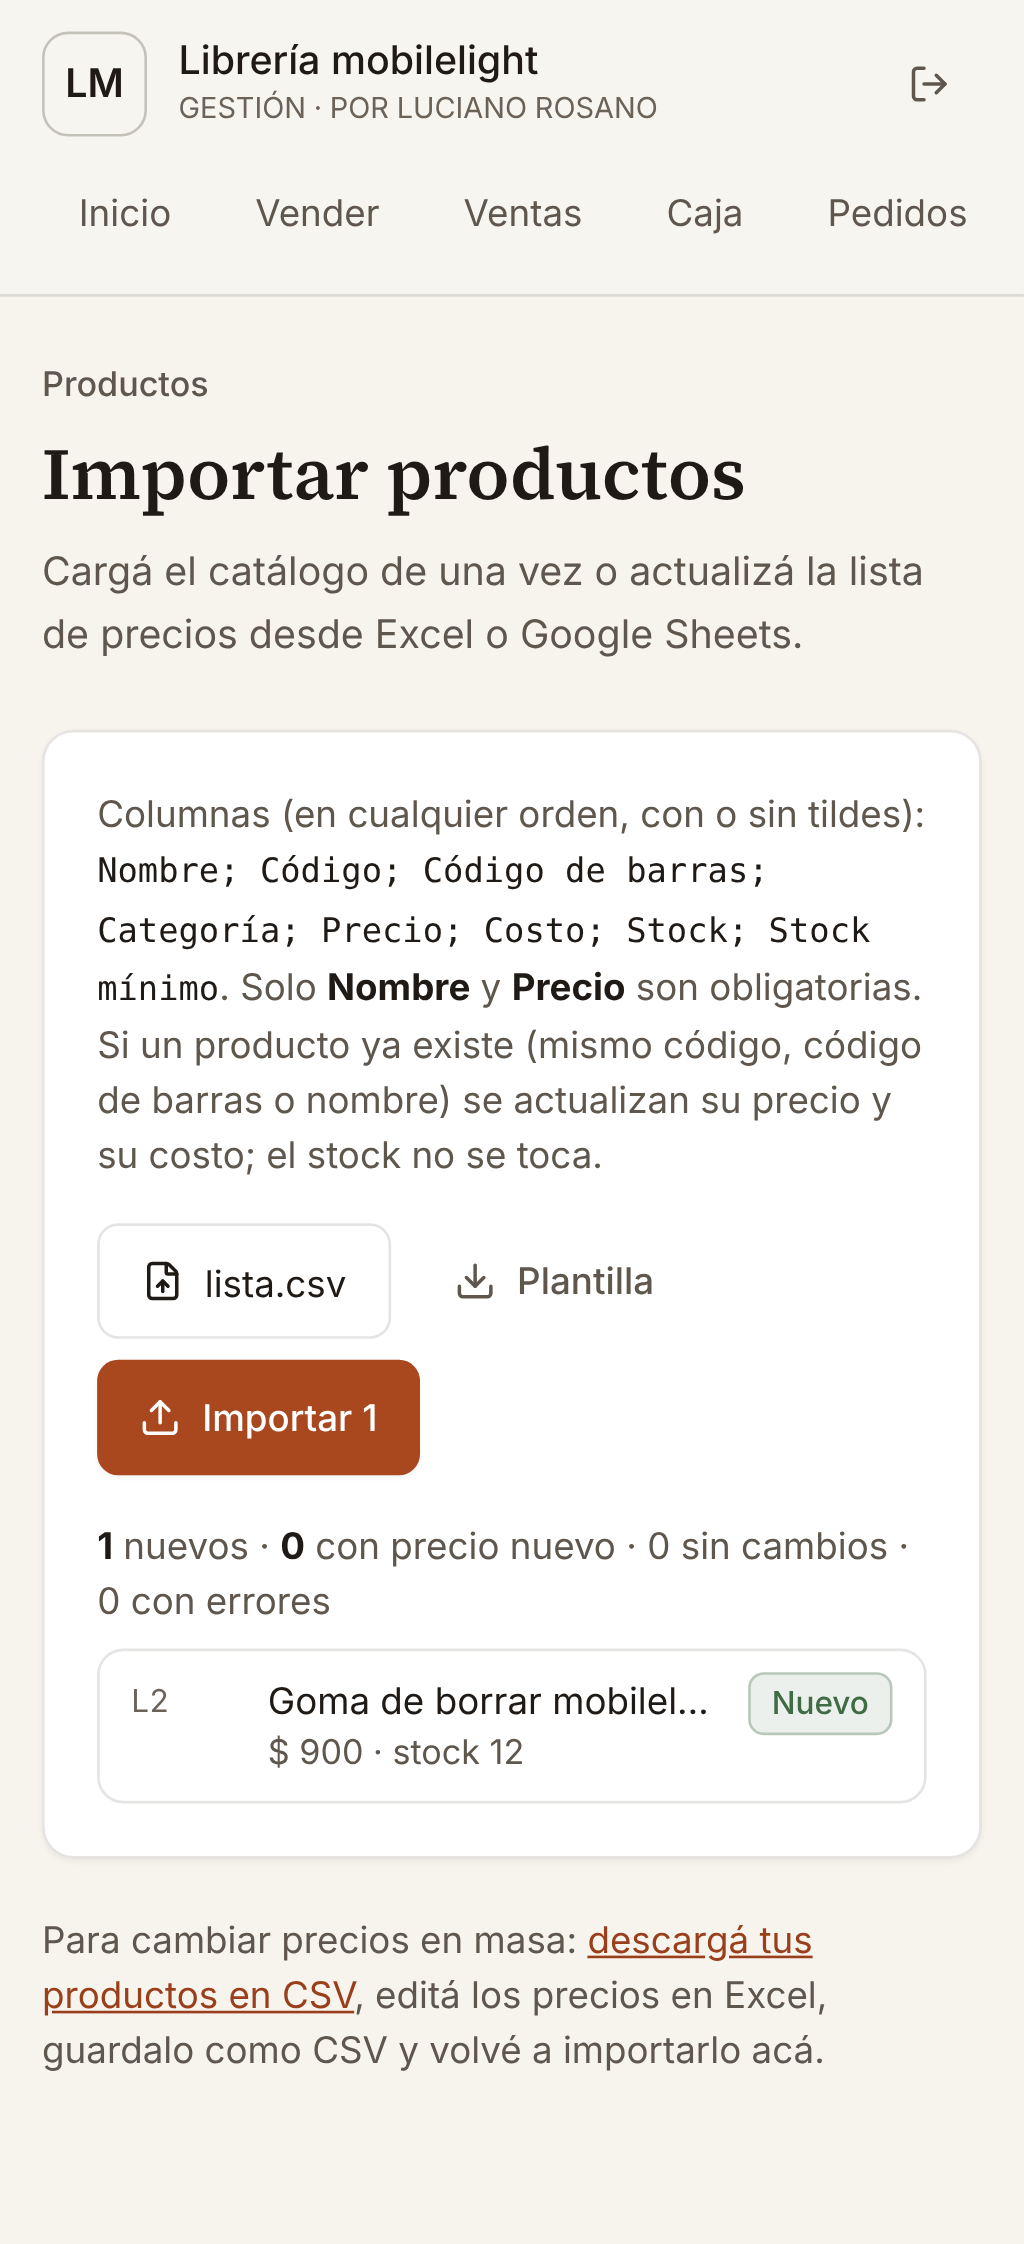 LM
Librería mobilelight
GESTIÓN · POR LUCIANO ROSANO
Inicio Vender Ventas Caja Pedidos
Productos
Importar productos
Cargá el catálogo de una vez o actualizá la lista
de precios desde Excel o Google Sheets.
Columnas (en cualquier orden, con o sin tildes):
Nombre; Código; Código de barras;
Categoría; Precio; Costo; Stock; Stock
mínimo. Solo Nombre y Precio son obligatorias.
Si un producto ya existe (mismo código, código
de barras o nombre) se actualizan su precio y
su costo; el stock no se toca.
lista.csv Plantilla
Importar 1
1 nuevos · 0 con precio nuevo · 0 sin cambios ·
0 con errores
L2 Goma de borrar mobilel... Nuevo
$ 900 · stock 12
Para cambiar precios en masa: descargá tus
productos en CSV, editá los precios en Excel,
guardalo como CSV y volvé a importarlo acá.